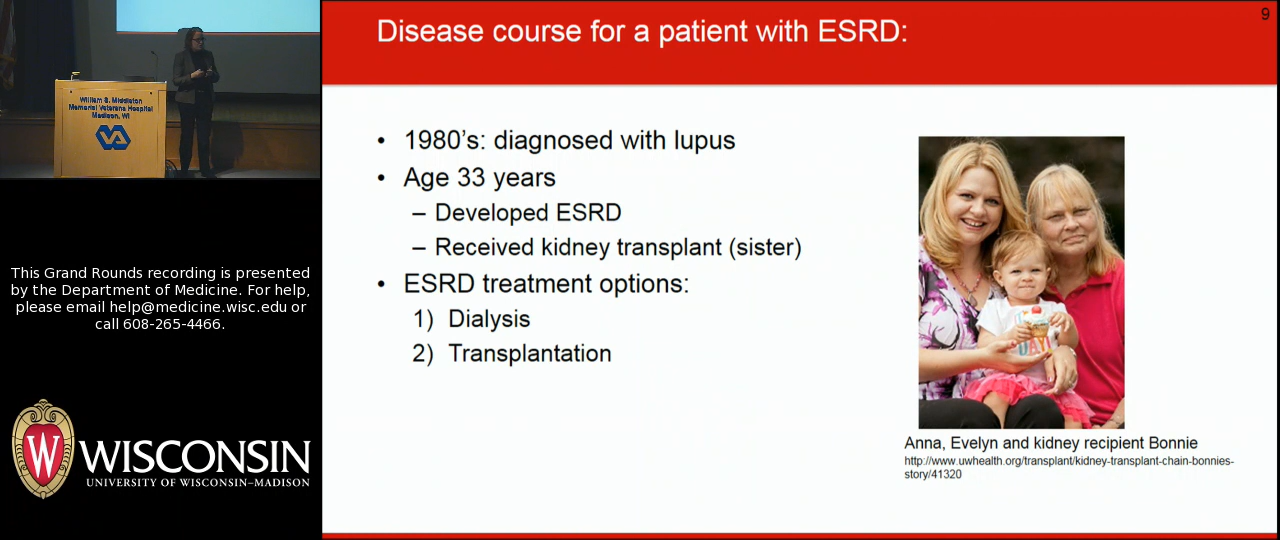 William S. Middleton
Memorial Veterans Hospital
Madison, WI
VA
This Grand Rounds recording is presented
by the Department of Medicine. For help,
please email help@medicine.wisc.edu or
call 608-265-4466.
W
WISCONSIN
UNIVERSITY OF WISCONSIN–MADISON
9
Disease course for a patient with ESRD:
• 1980’s: diagnosed with lupus
• Age 33 years
– Developed ESRD
– Received kidney transplant (sister)
• ESRD treatment options:
1) Dialysis
2) Transplantation
DAY!
Anna, Evelyn and kidney recipient Bonnie
http://www.uwhealth.org/transplant/kidney-transplant-chain-bonnies-
story/41320